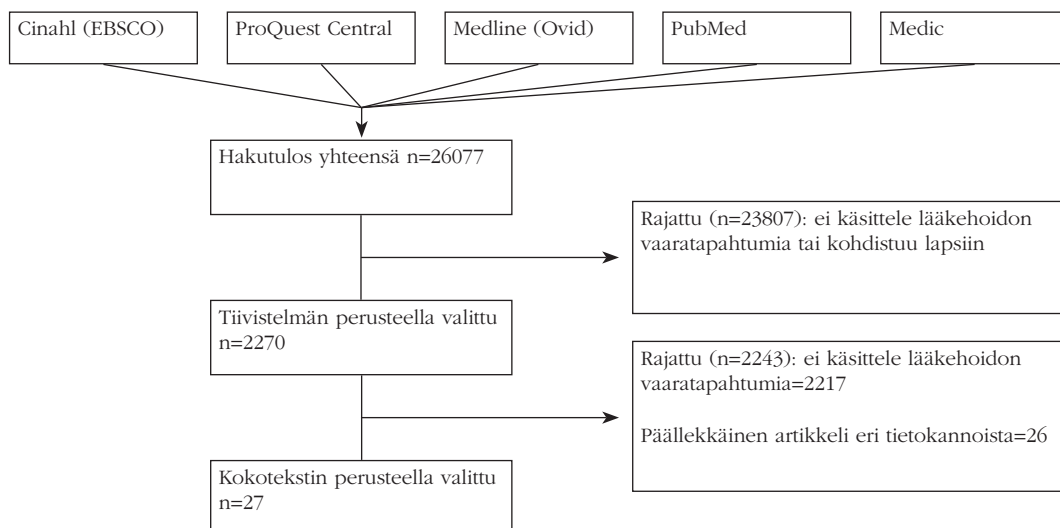 Cinahl (EBSCO)
ProQuest Central
Medline (Ovid)
PubMed
Medic
Hakutulos yhteensä n=26077
Rajattu (n=23807): ei käsittele lääkehoidon
vaaratapahtumia tai kohdistuu lapsiin
Tiivistelmän perusteella valittu
n=2270
Rajattu (n=2243): ei käsittele lääkehoidon
vaaratapahtumia=2217
Päällekkäinen artikkeli eri tietokannoista=26
Kokotekstin perusteella valittu
n=27